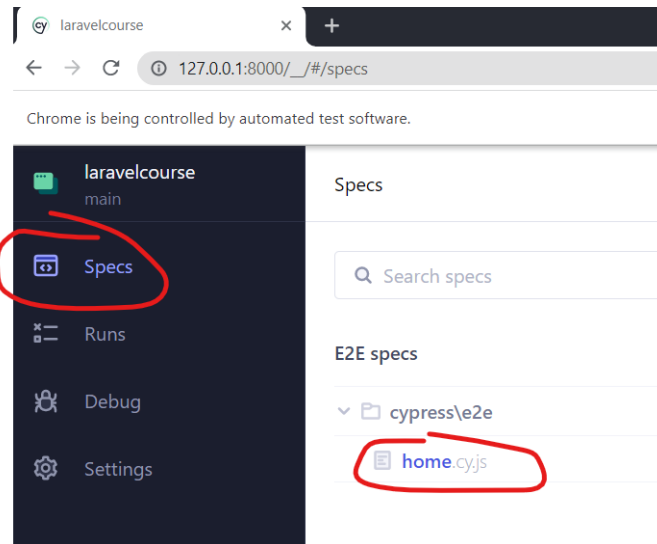 cy laravelcourse
127.0.0.1:8000/__/#/specs
Chrome is being controlled by automated test software.
laravelcourse
main
Specs
Runs
Debug
Settings
Specs
Search specs
E2E specs
cypress\e2e
home.cy.js